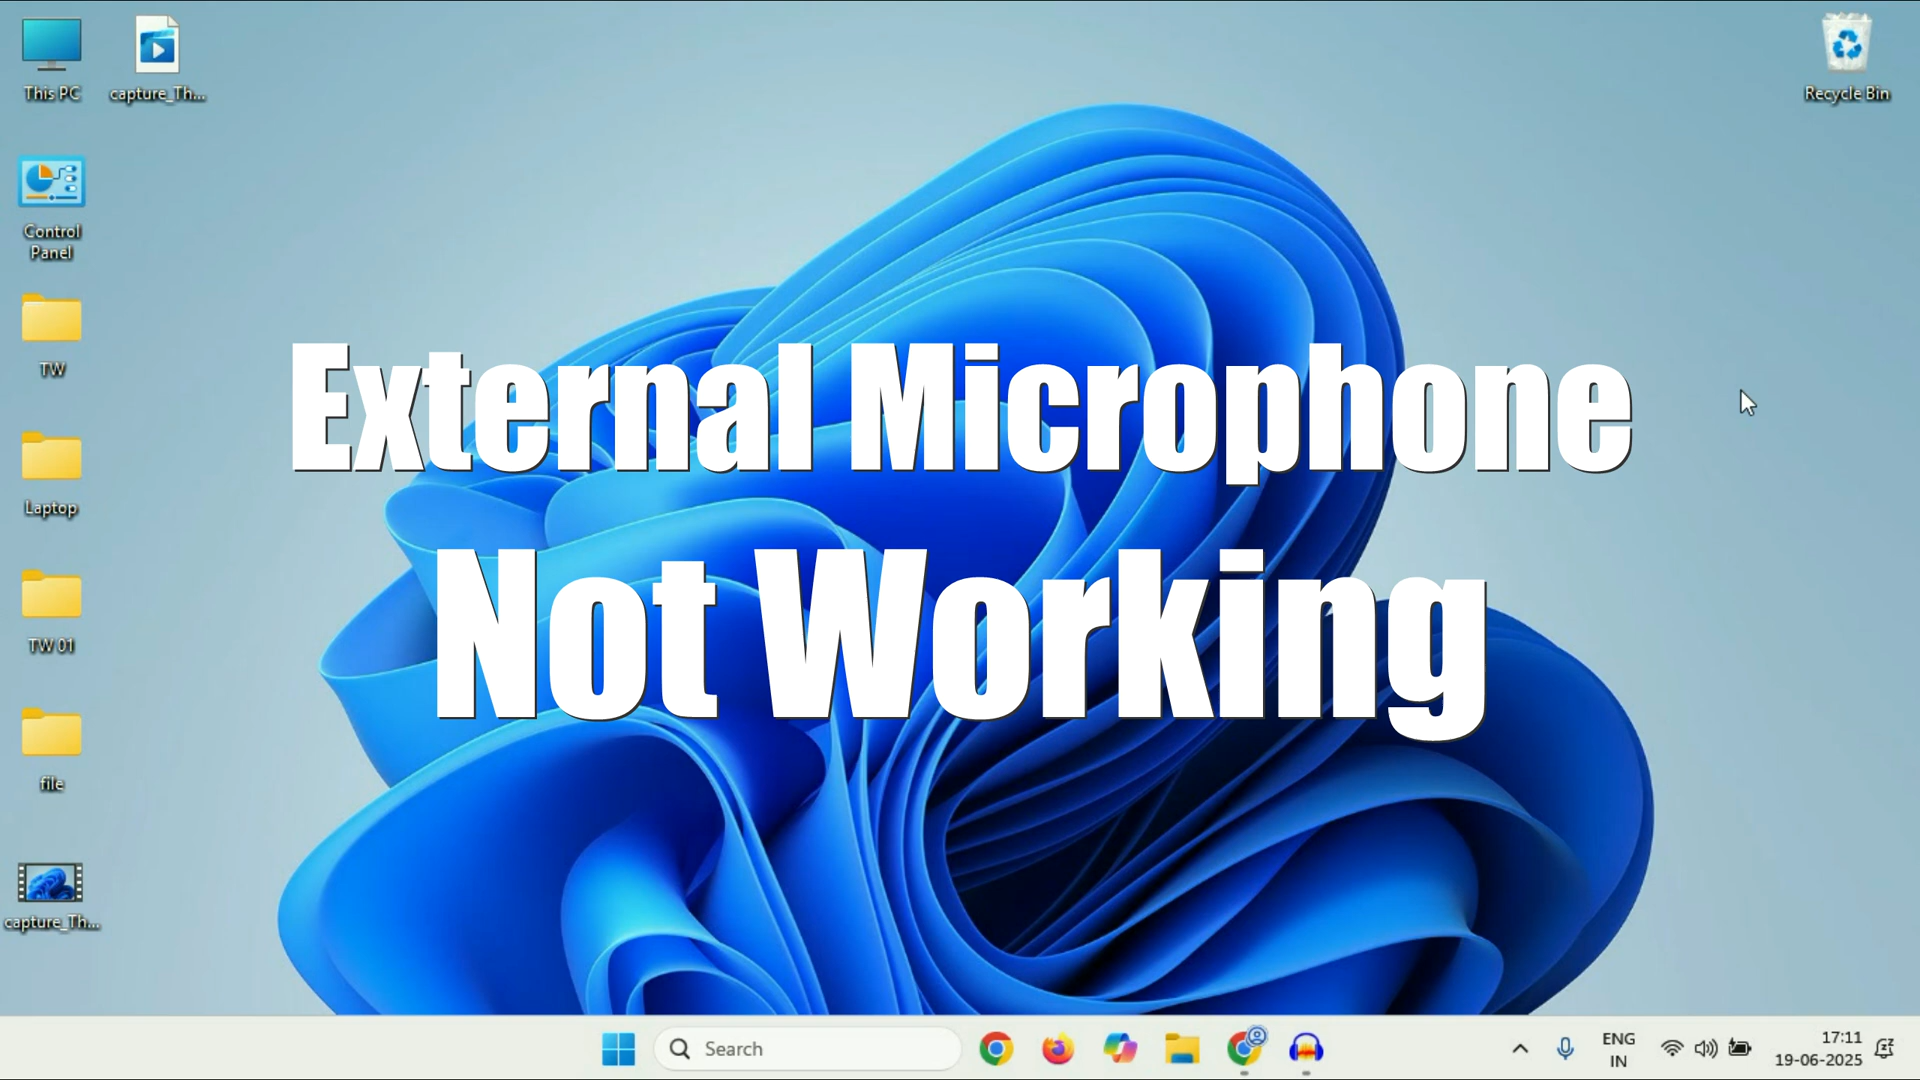 This PC
capture_Th...
Recycle Bin
Control
Panel
TW
Laptop
TW 01
file
capture_Th...
External Microphone
Not Working
Search
ENG
IN
17:11
19-06-2025